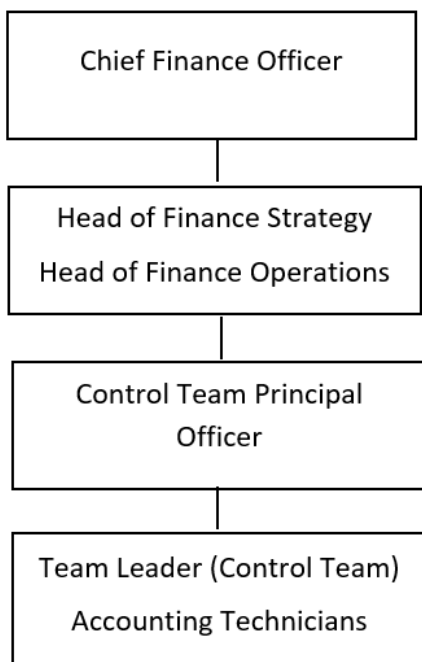 Chief Finance Officer
Head of Finance Strategy
Head of Finance Operations
Control Team Principal
Officer
Team Leader (Control Team)
Accounting Technicians